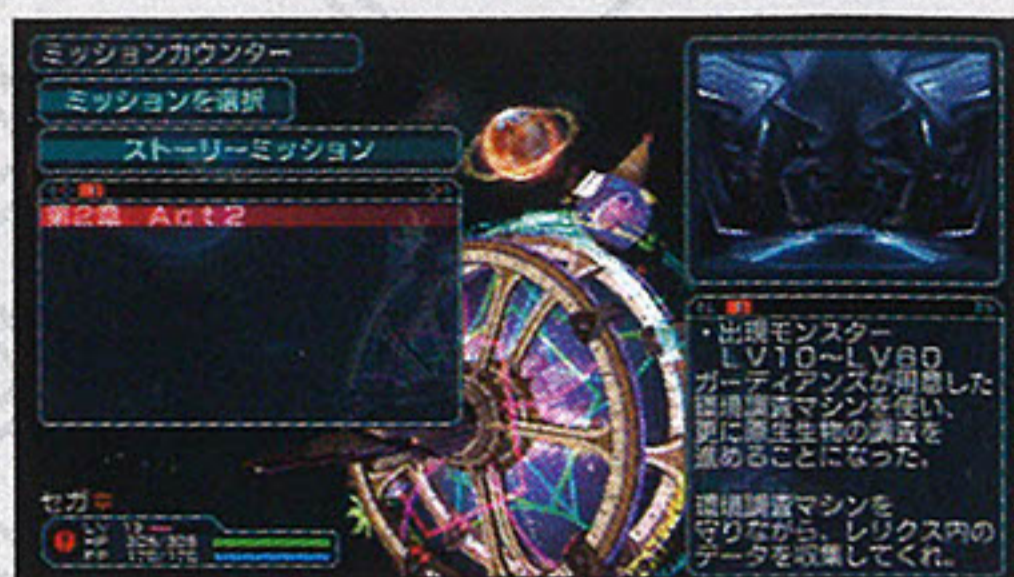 ミッションカウンター
ミッションを選択
ストーリーミッション
第2章 Act2
・出現モンスター
LV10〜LV60
ガーディアンズが用意した
環境調査マシンを使い、
更に原生生物の調査を
進めることになった。
環境調査マシンを
守りながら、レリクス内の
データを収集してくれ。
セガ